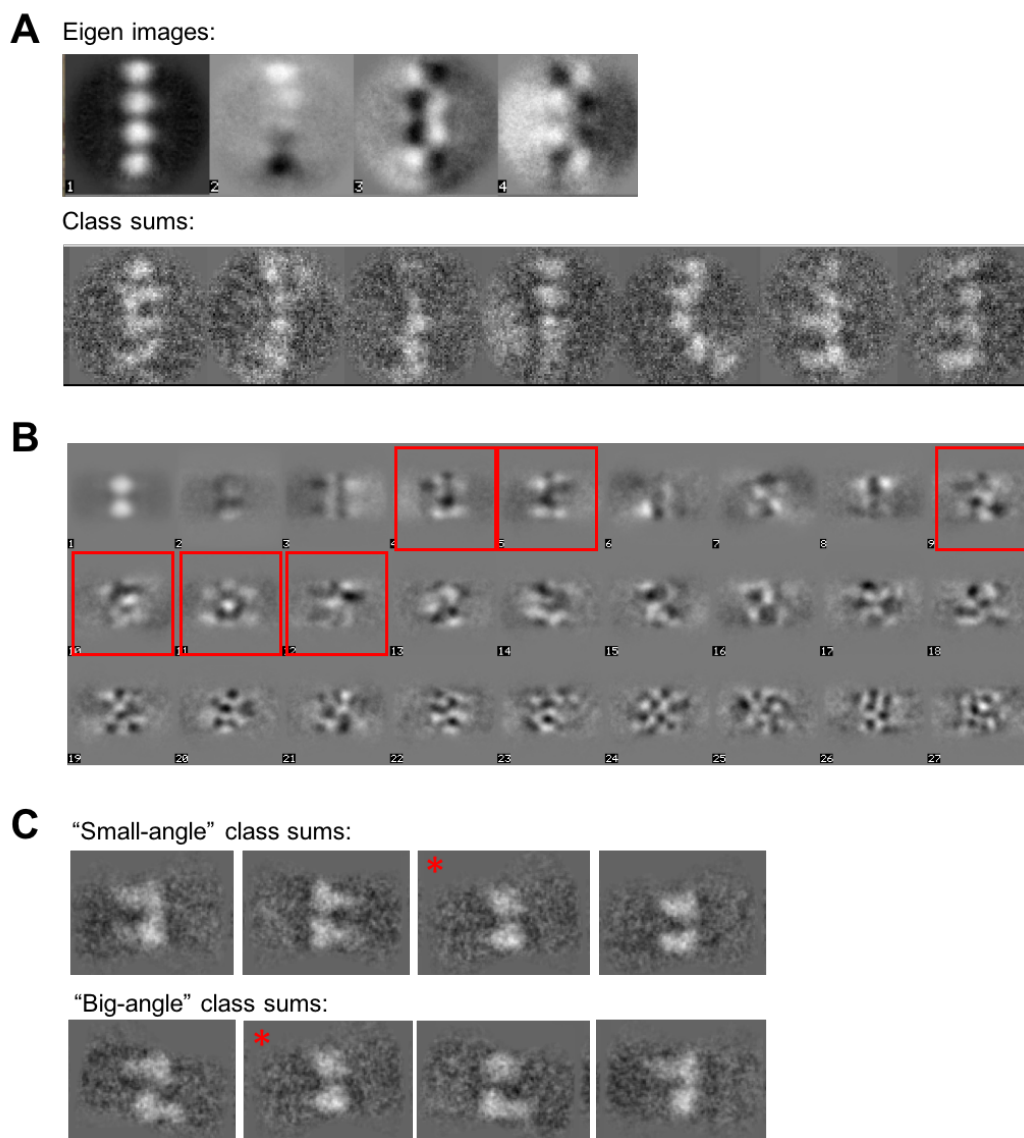 A
Eigen images:
1 2 3 4
Class sums:
B
1 2 3 4 5 6 7 8 9
10 11 12 13 14 15 16 17 18
19 20 21 22 23 24 25 26 27
C
“Small-angle” class sums:
*
“Big-angle” class sums:
*